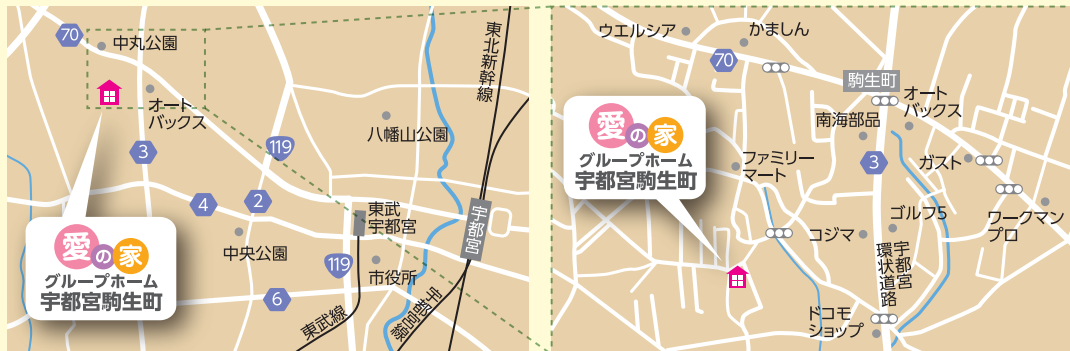 70
中丸公園
オート
バックス
3
119
八幡山公園
東北新幹線
4
2
東武
宇都宮
宇都宮
中央公園
119
市役所
6
東武線
宇都宮線
愛の家
グループホーム
宇都宮駒生町
ウエルシア
かましん
70
駒生町
オート
バックス
南海部品
3
ガスト
ファミリー
マート
愛の家
グループホーム
宇都宮駒生町
ゴルフ5
コジマ
宇都宮
環状道路
ワークマン
プロ
ドコモ
ショップ